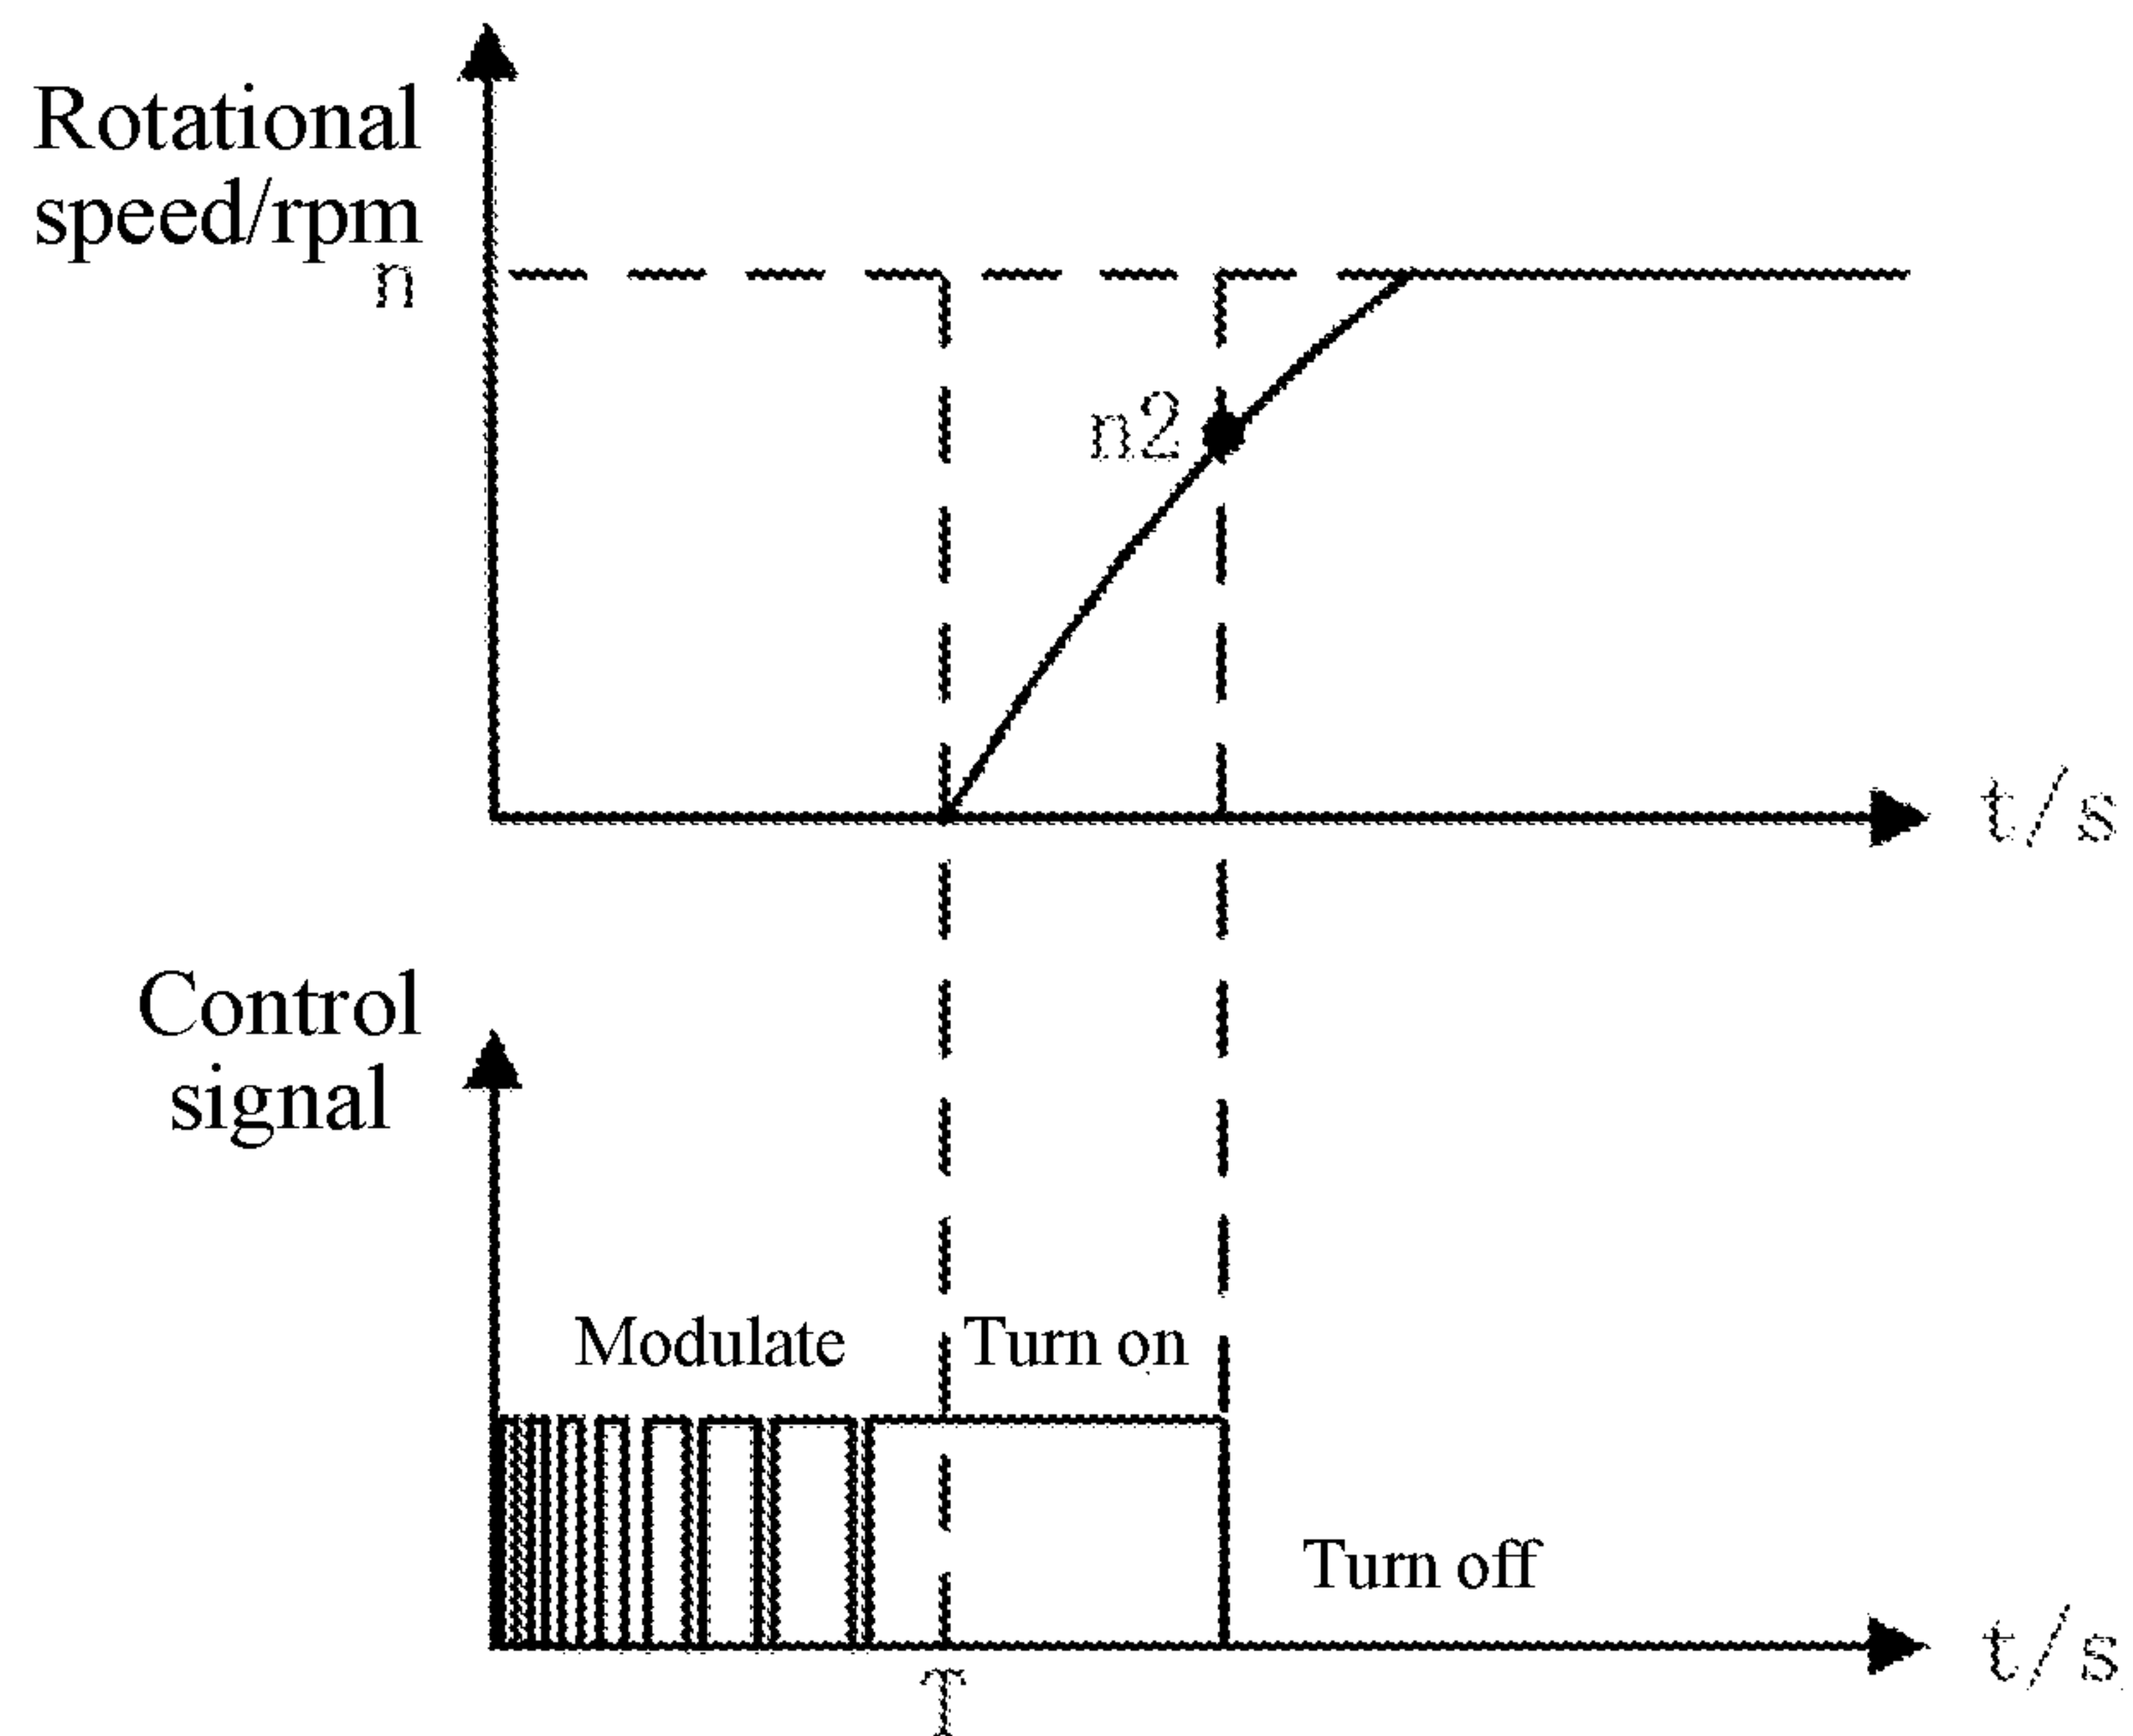 Rotational
speed/rpm
n
n2
t/s
Control
signal
Modulate
Turn on
Turn off
t/s
T